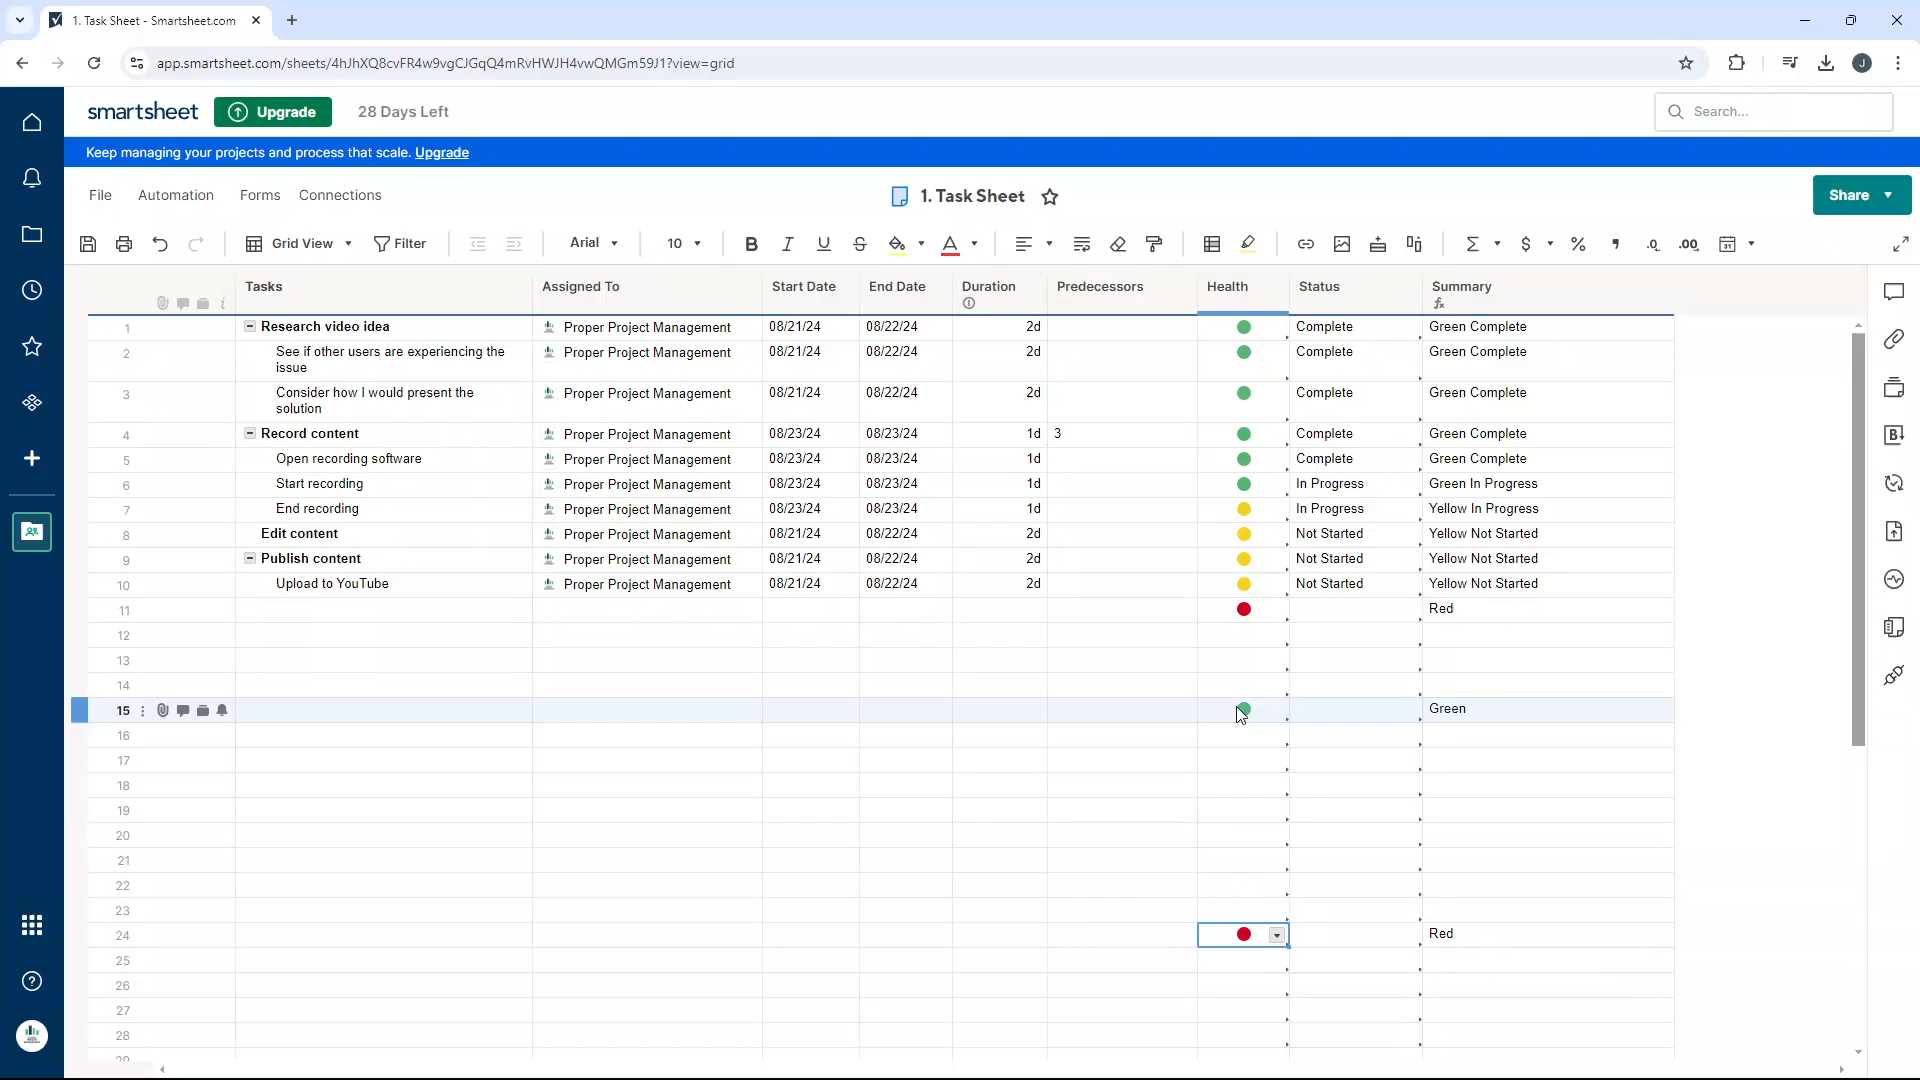 1. Task Sheet - Smartsheet.com
app.smartsheet.com/sheets/4hJhXQ8cvFR4w9vgCJGqQ4mRvHWJH4vwQMGm59J1?view=grid
J
smartsheet Upgrade 28 Days Left Search...
Keep managing your projects and process that scale. Upgrade
File Automation Forms Connections 1. Task Sheet Share
Grid View Filter Arial 10 B I U S A Σ $ % , .0 .00 31
Tasks Assigned To Start Date End Date Duration Predecessors Health Status Summary
fx
1 Research video idea Proper Project Management 08/21/24 08/22/24 2d Complete Green Complete
2 See if other users are experiencing the Proper Project Management 08/21/24 08/22/24 2d Complete Green Complete
issue
3 Consider how I would present the Proper Project Management 08/21/24 08/22/24 2d Complete Green Complete
solution
4 Record content Proper Project Management 08/23/24 08/23/24 1d 3 Complete Green Complete
5 Open recording software Proper Project Management 08/23/24 08/23/24 1d Complete Green Complete
6 Start recording Proper Project Management 08/23/24 08/23/24 1d In Progress Green In Progress
7 End recording Proper Project Management 08/23/24 08/23/24 1d In Progress Yellow In Progress
8 Edit content Proper Project Management 08/21/24 08/22/24 2d Not Started Yellow Not Started
9 Publish content Proper Project Management 08/21/24 08/22/24 2d Not Started Yellow Not Started
10 Upload to YouTube Proper Project Management 08/21/24 08/22/24 2d Not Started Yellow Not Started
11 Red
12
13
14
15 Green
16
17
18
19
20
21
22
23
24 Red
25
26
27
28
29